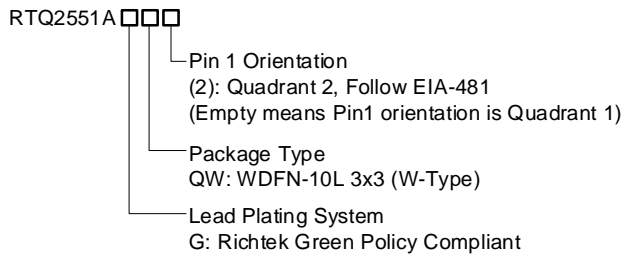 RTQ2551A□□□
Pin 1 Orientation
(2): Quadrant 2, Follow EIA-481
(Empty means Pin1 orientation is Quadrant 1)
Package Type
QW: WDFN-10L 3x3 (W-Type)
Lead Plating System
G: Richtek Green Policy Compliant